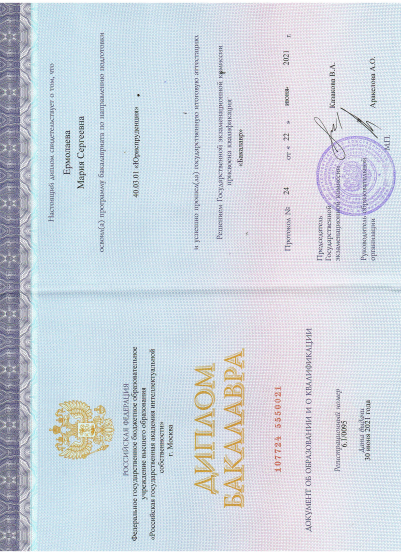 РОССИЙСКАЯ ФЕДЕРАЦИЯ
Федеральное государственное бюджетное образовательное
учреждение высшего образования
«Российская государственная академия интеллектуальной
собственности»
г. Москва
ДИПЛОМ
БАКАЛАВРА
107724 5550021
ДОКУМЕНТ ОБ ОБРАЗОВАНИИ И О КВАЛИФИКАЦИИ
Регистрационный номер
6.1/0095
Дата выдачи
30 июня 2021 года
Настоящий диплом свидетельствует о том, что
Ермолаева
Мария Сергеевна
освоил(а) программу бакалавриата по направлению подготовки
40.03.01 «Юриспруденция»
и успешно прошел(ла) государственную итоговую аттестацию.
Решением Государственной экзаменационной комиссии
присвоена квалификация
«Бакалавр»
Протокол № 24 от « 22 » июня 2021 г.
Председатель
Государственной
экзаменационной комиссии
Казакова В.А.
Руководитель образовательной
организации
Аракелова А.О.
М.П.